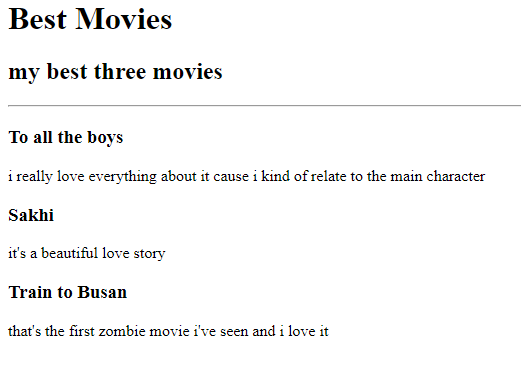 Best Movies
my best three movies
To all the boys
i really love everything about it cause i kind of relate to the main character
Sakhi
it's a beautiful love story
Train to Busan
that's the first zombie movie i've seen and i love it